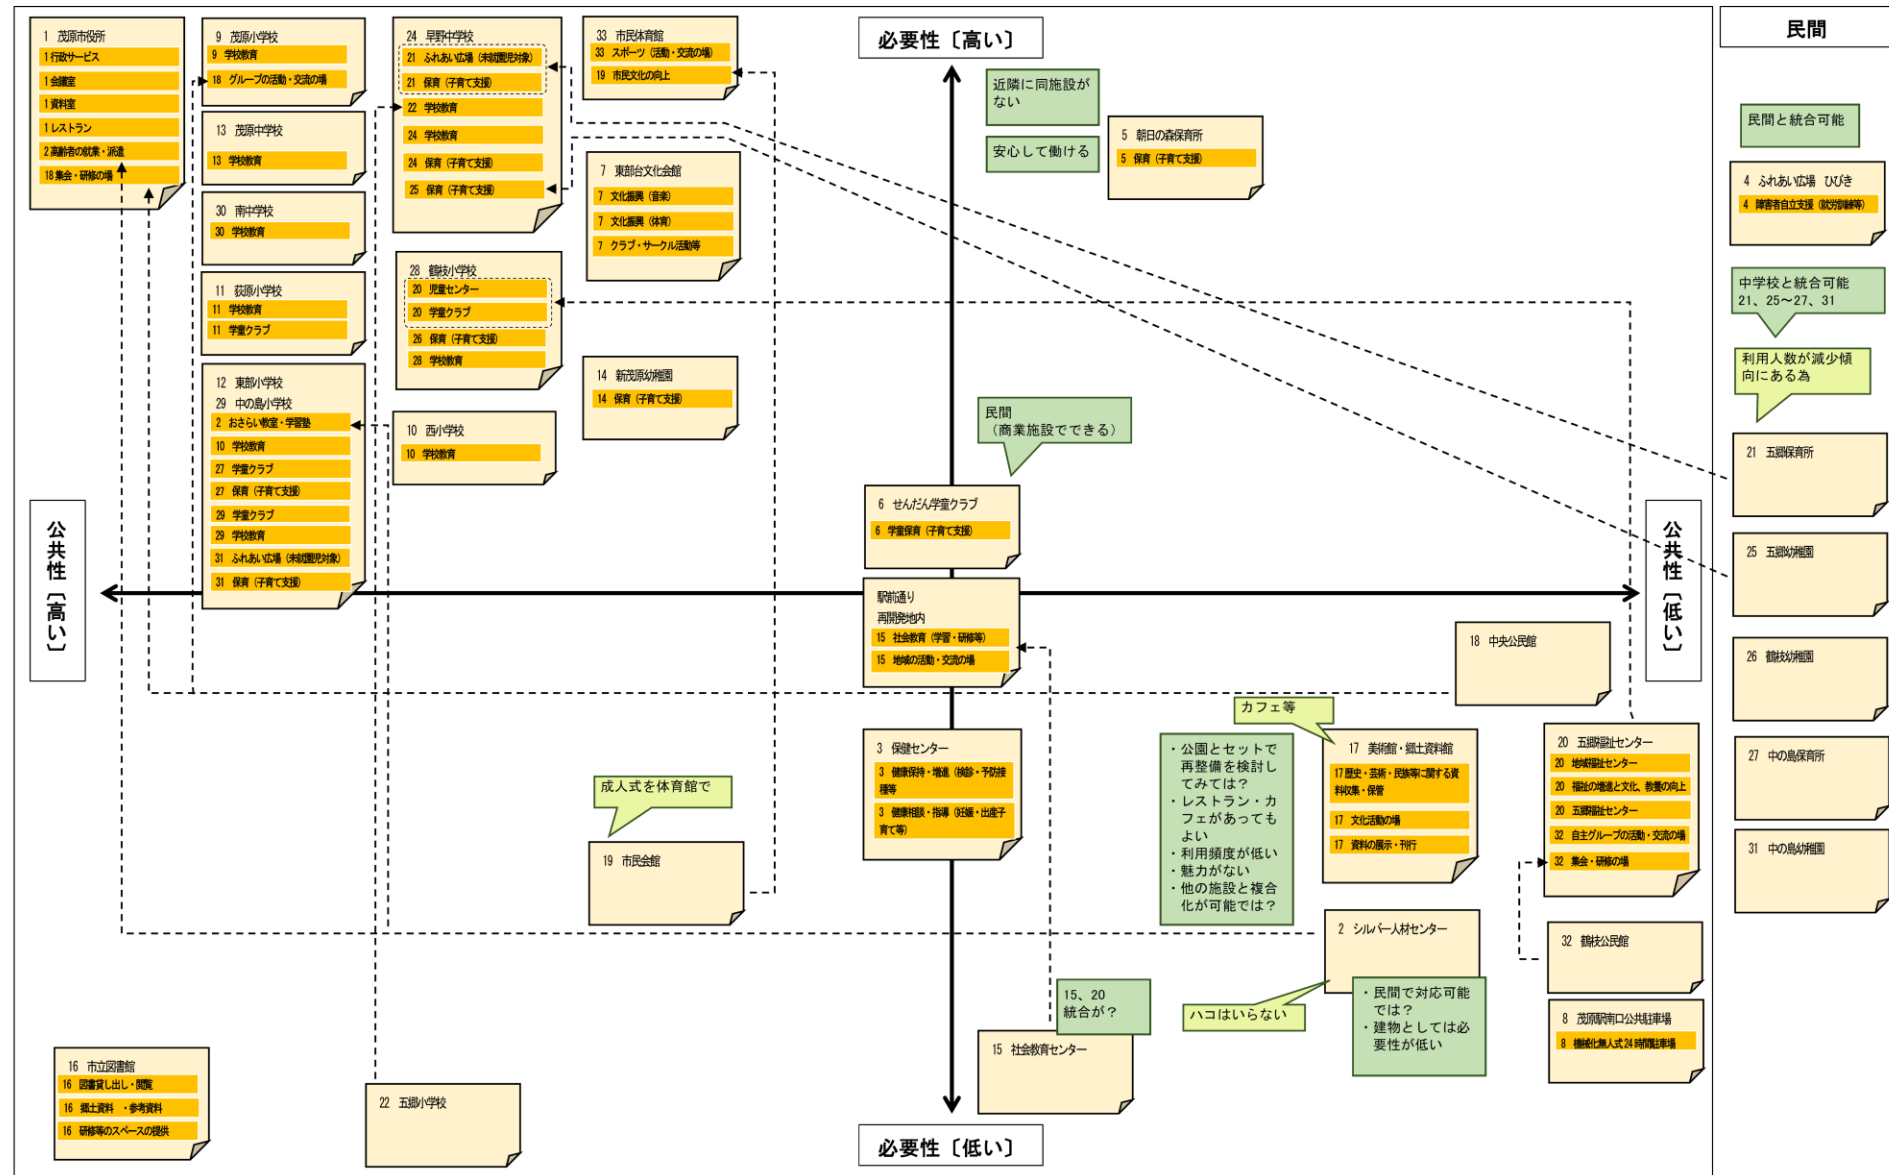 必要性〔高い〕
必要性〔低い〕
公共性〔高い〕
公共性〔低い〕
1 茂原市役所
1 行政サービス
1 会議室
1 資料室
1 レストラン
2 高齢者の就業・派遣
18 集会・研修の場
9 茂原小学校
9 学校教育
18 グループの活動・交流の場
13 茂原中学校
13 学校教育
30 南中学校
30 学校教育
11 萩原小学校
11 学校教育
11 学童クラブ
12 東部小学校
29 中の島小学校
2 おさらい教室・学習塾
10 学校教育
27 学童クラブ
27 保育（子育て支援）
29 学童クラブ
29 学校教育
31 ふれあい広場（未就園児対象）
31 保育（子育て支援）
24 早野中学校
21 ふれあい広場（未就園児対象）
21 保育（子育て支援）
22 学校教育
24 学校教育
24 保育（子育て支援）
25 保育（子育て支援）
28 鶴枝小学校
20 児童センター
20 学童クラブ
26 保育（子育て支援）
28 学校教育
10 西小学校
10 学校教育
33 市民体育館
33 スポーツ（活動・交流の場）
19 市民文化の向上
7 東部台文化会館
7 文化振興（音楽）
7 文化振興（体育）
7 クラブ・サークル活動等
14 新茂原幼稚園
14 保育（子育て支援）
近隣に同施設が
ない
安心して働ける
5 朝日の森保育所
5 保育（子育て支援）
民間
（商業施設でできる）
6 せんだん学童クラブ
6 学童保育（子育て支援）
駅前通り
再開発地内
15 社会教育（学習・研修等）
15 地域の活動・交流の場
3 保健センター
3 健康保持・増進（検診・予防接
種等
3 健康相談・指導（妊娠・出産子
育て等）
成人式を体育館で
19 市民会館
16 市立図書館
16 図書貸し出し・閲覧
16 郷土資料 ・参考資料
16 研修等のスペースの提供
22 五郷小学校
15、20
統合が？
15 社会教育センター
18 中央公民館
カフェ等
・公園とセットで
再整備を検討し
てみては？
・レストラン・カ
フェがあっても
よい
・利用頻度が低い
・魅力がない
・他の施設と複合
化が可能では？
17 美術館・郷土資料館
17 歴史・芸術・民族等に関する資
料収集・保管
17 文化活動の場
17 資料の展示・刊行
20 五郷福祉センター
20 地域福祉センター
20 福祉の増進と文化、教養の向上
20 五郷福祉センター
32 自主グループの活動・交流の場
32 集会・研修の場
2 シルバー人材センター
ハコはいらない
・民間で対応可能
では？
・建物としては必
要性が低い
32 鶴枝公民館
8 茂原駅南口公共駐車場
8 機械化無人式 24 時間駐車場
民間
民間と統合可能
4 ふれあい広場 ひびき
4 障害者自立支援（就労訓練等）
中学校と統合可能
21、25～27、31
利用人数が減少傾
向にある為
21 五郷保育所
25 五郷幼稚園
26 鶴枝幼稚園
27 中の島保育所
31 中の島幼稚園